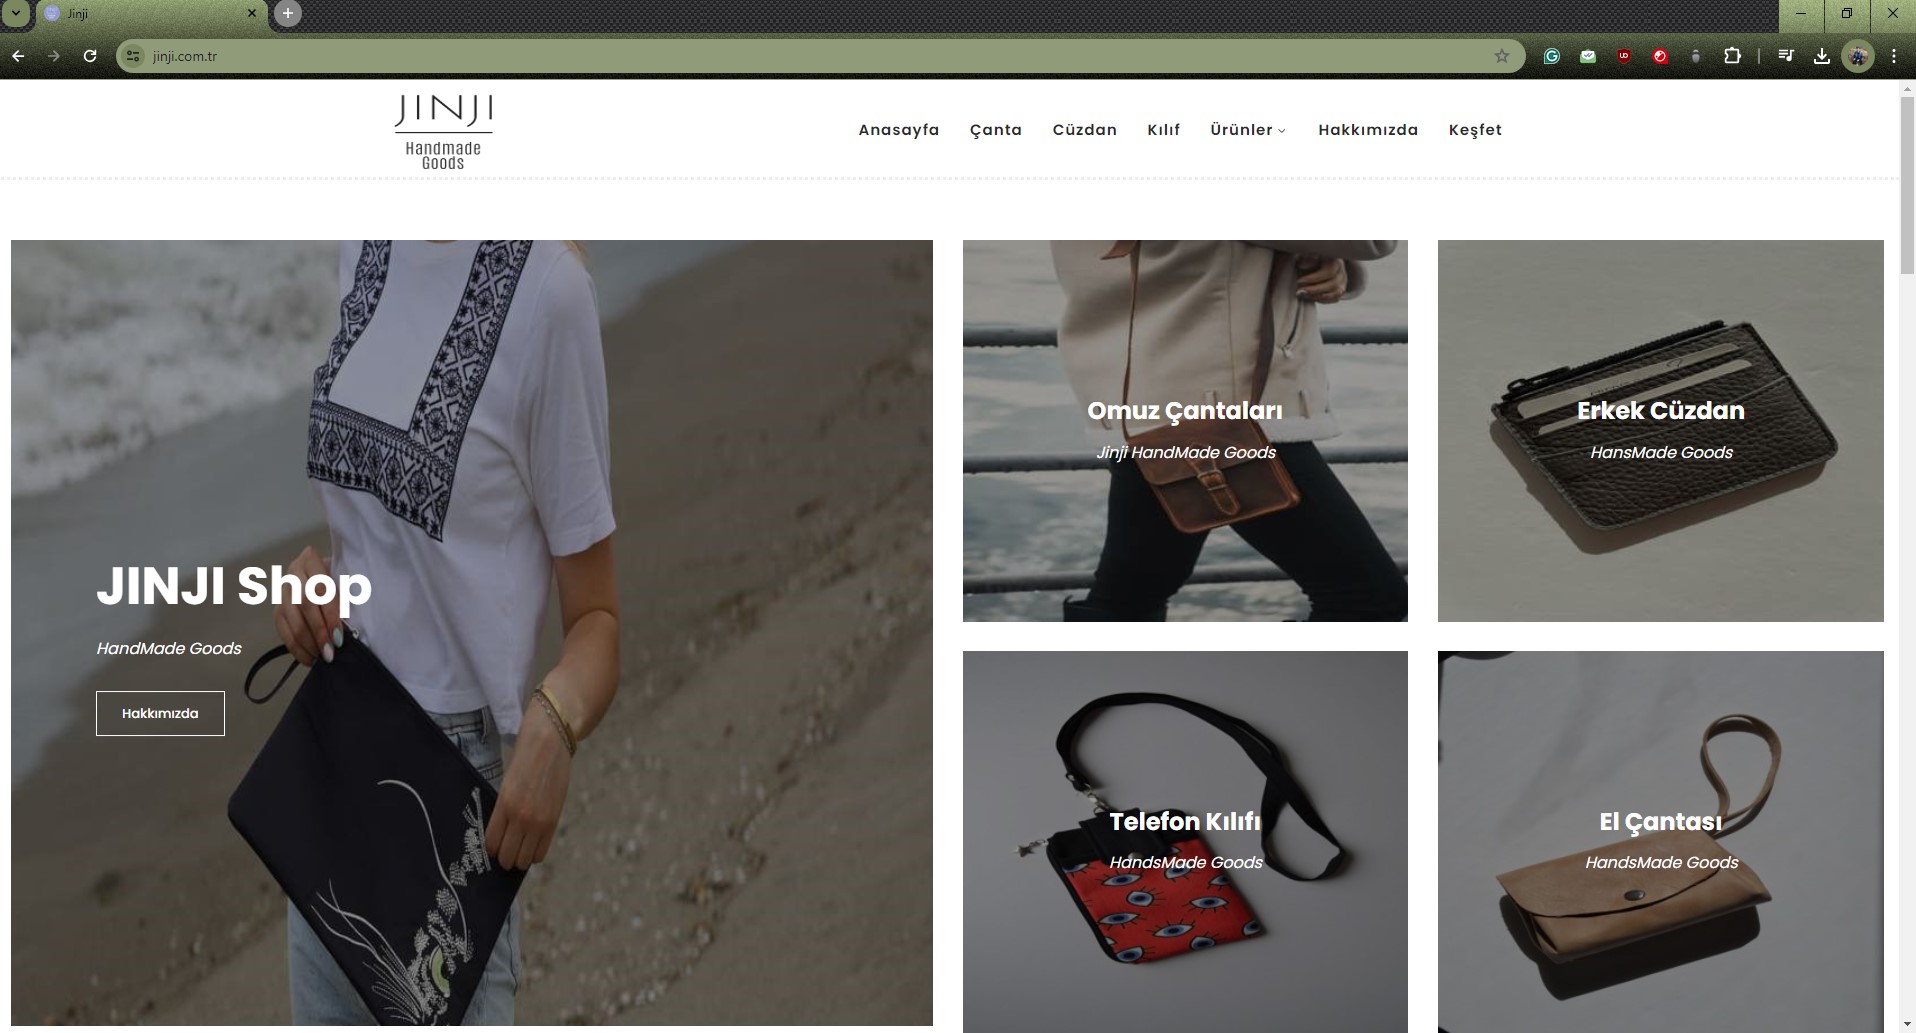 Jinji
jinji.com.tr
JINJI
Handmade
Goods
Anasayfa Çanta Cüzdan Kılıf Ürünler Hakkımızda Keşfet
JINJI Shop
HandMade Goods
Hakkımızda
Omuz Çantaları
Jinji HandMade Goods
Erkek Cüzdan
HansMade Goods
Telefon Kılıfı
HandsMade Goods
El Çantası
HandsMade Goods